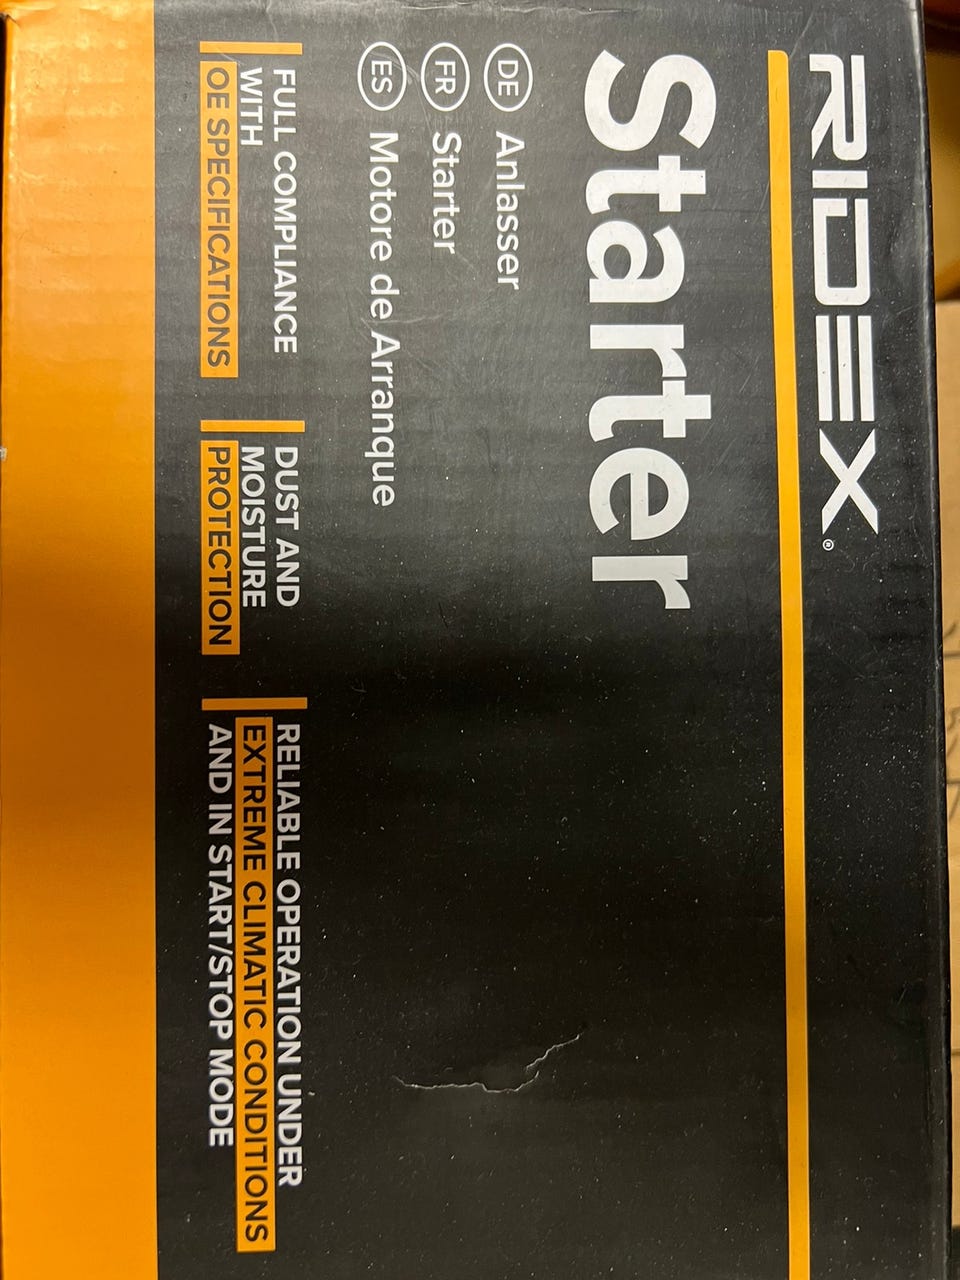 RIDEX®
Starter
DE Anlasser
FR Starter
ES Motore de Arranque
FULL COMPLIANCE
WITH
OE SPECIFICATIONS
DUST AND
MOISTURE
PROTECTION
RELIABLE OPERATION UNDER
EXTREME CLIMATIC CONDITIONS
AND IN START/STOP MODE